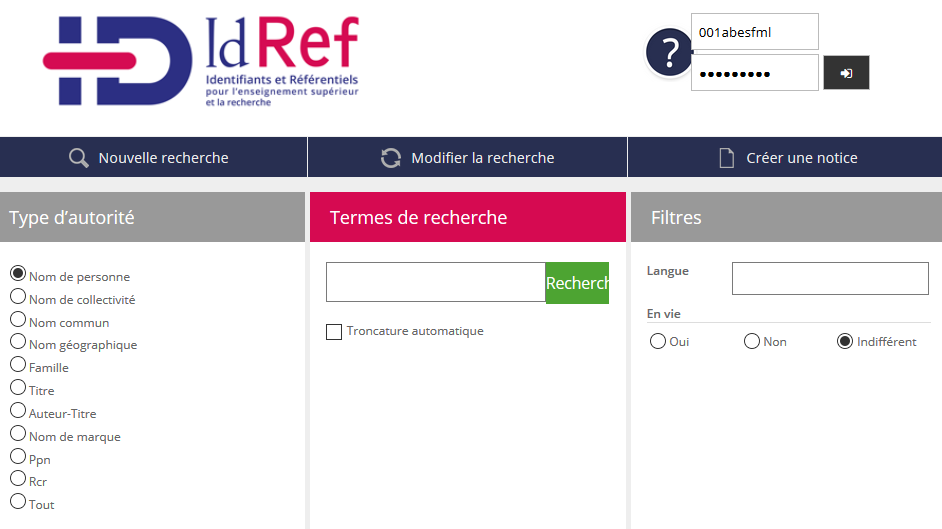 IdRef
Identifiants et Référentiels
pour l'enseignement supérieur
et la recherche
?
001abesfml
•••••••••
Nouvelle recherche
Modifier la recherche
Créer une notice
Type d’autorité
Nom de personne
Nom de collectivité
Nom commun
Nom géographique
Famille
Titre
Auteur-Titre
Nom de marque
Ppn
Rcr
Tout
Termes de recherche
Recherch
Troncature automatique
Filtres
Langue
En vie
Oui Non Indifférent